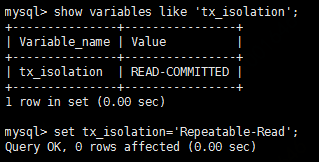 mysql> show variables like 'tx_isolation';
+---------------+----------------+
| Variable_name | Value          |
+---------------+----------------+
| tx_isolation  | READ-COMMITTED |
+---------------+----------------+
1 row in set (0.00 sec)
mysql> set tx_isolation='Repeatable-Read';
Query OK, 0 rows affected (0.00 sec)